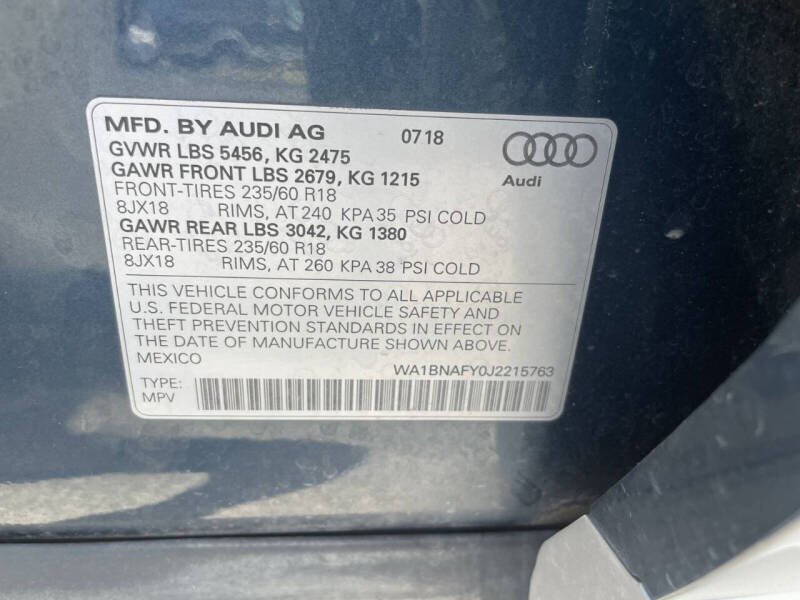 MFD. BY AUDI AG 07 18
GVWR LBS 5456, KG 2475
GAWR FRONT LBS 2679, KG 1215
FRONT-TIRES 235/60 R18
8JX18 RIMS, AT 240 KPA 35 PSI COLD
GAWR REAR LBS 3042, KG 1380
REAR-TIRES 235/60 R18
8JX18 RIMS, AT 260 KPA 38 PSI COLD
Audi
THIS VEHICLE CONFORMS TO ALL APPLICABLE
U.S. FEDERAL MOTOR VEHICLE SAFETY AND
THEFT PREVENTION STANDARDS IN EFFECT ON
THE DATE OF MANUFACTURE SHOWN ABOVE.
MEXICO
WA1BNAFY0J2215763
TYPE:
MPV